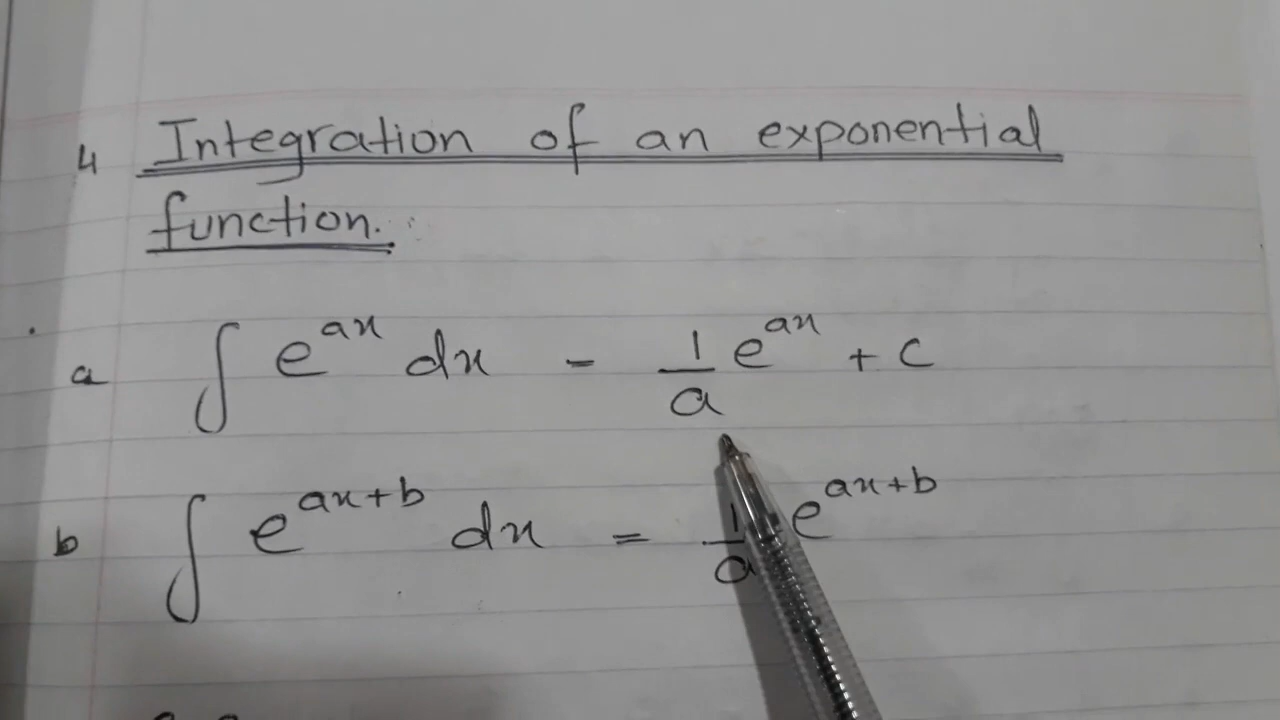 4 Integration of an exponential
function.
a ∫ e^{ax} dx = 1/a e^{ax} + c
b ∫ e^{ax+b} dx = 1/a e^{ax+b}